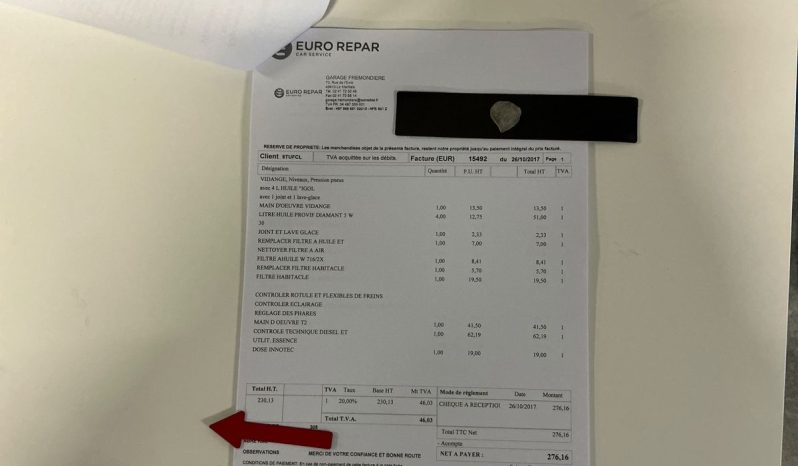 EURO REPAR
CAR SERVICE
GARAGE FREMONDIERE
EURO REPAR
RESERVE DE PROPRIETE: Les marchandises objet de la présente facture, restent notre propriété jusqu'au paiement intégral du prix facturé.
Client STUFCL TVA acquittée sur les débits. Facture (EUR) 15492 du 26/10/2017 Page 1
Désignation Quantité P.U. HT Total HT TVA
VIDANGE, Niveaux, Pression pneus
avec 4 L HUILE "IGOL
avec 1 joint et 1 lave-glace
MAIN D'OEUVRE VIDANGE 1,00 13,50 13,50 1
LITRE HUILE PROVIF DIAMANT 5 W 4,00 12,75 51,00 1
30
JOINT ET LAVE GLACE 1,00 2,33 2,33 1
REMPLACER FILTRE A HUILE ET 1,00 7,00 7,00 1
NETTOYER FILTRE A AIR
FILTRE AHUILE W 716/2X 1,00 8,41 8,41 1
REMPLACER FILTRE HABITACLE 1,00 5,70 5,70 1
FILTRE HABITACLE 1,00 19,50 19,50 1
CONTROLER ROTULE ET FLEXIBLES DE FREINS
CONTROLER ECLAIRAGE
REGLAGE DES PHARES
MAIN D OEUVRE T2 1,00 41,50 41,50 1
CONTROLE TECHNIQUE DIESEL ET 1,00 62,19 62,19 1
UTLIT. ESSENCE
DOSE INNOTEC 1,00 19,00 19,00 1
Total H.T. TVA Taux Base HT Mt TVA Mode de règlement Date Montant
230,13 1 20,00% 230,13 46,03 CHEQUE A RECEPTION 26/10/2017 276,16
Total T.V.A. 46,03
Total TTC Net 276,16
- Acompte
NET A PAYER : 276,16
OBSERVATIONS MERCI DE VOTRE CONFIANCE ET BONNE ROUTE